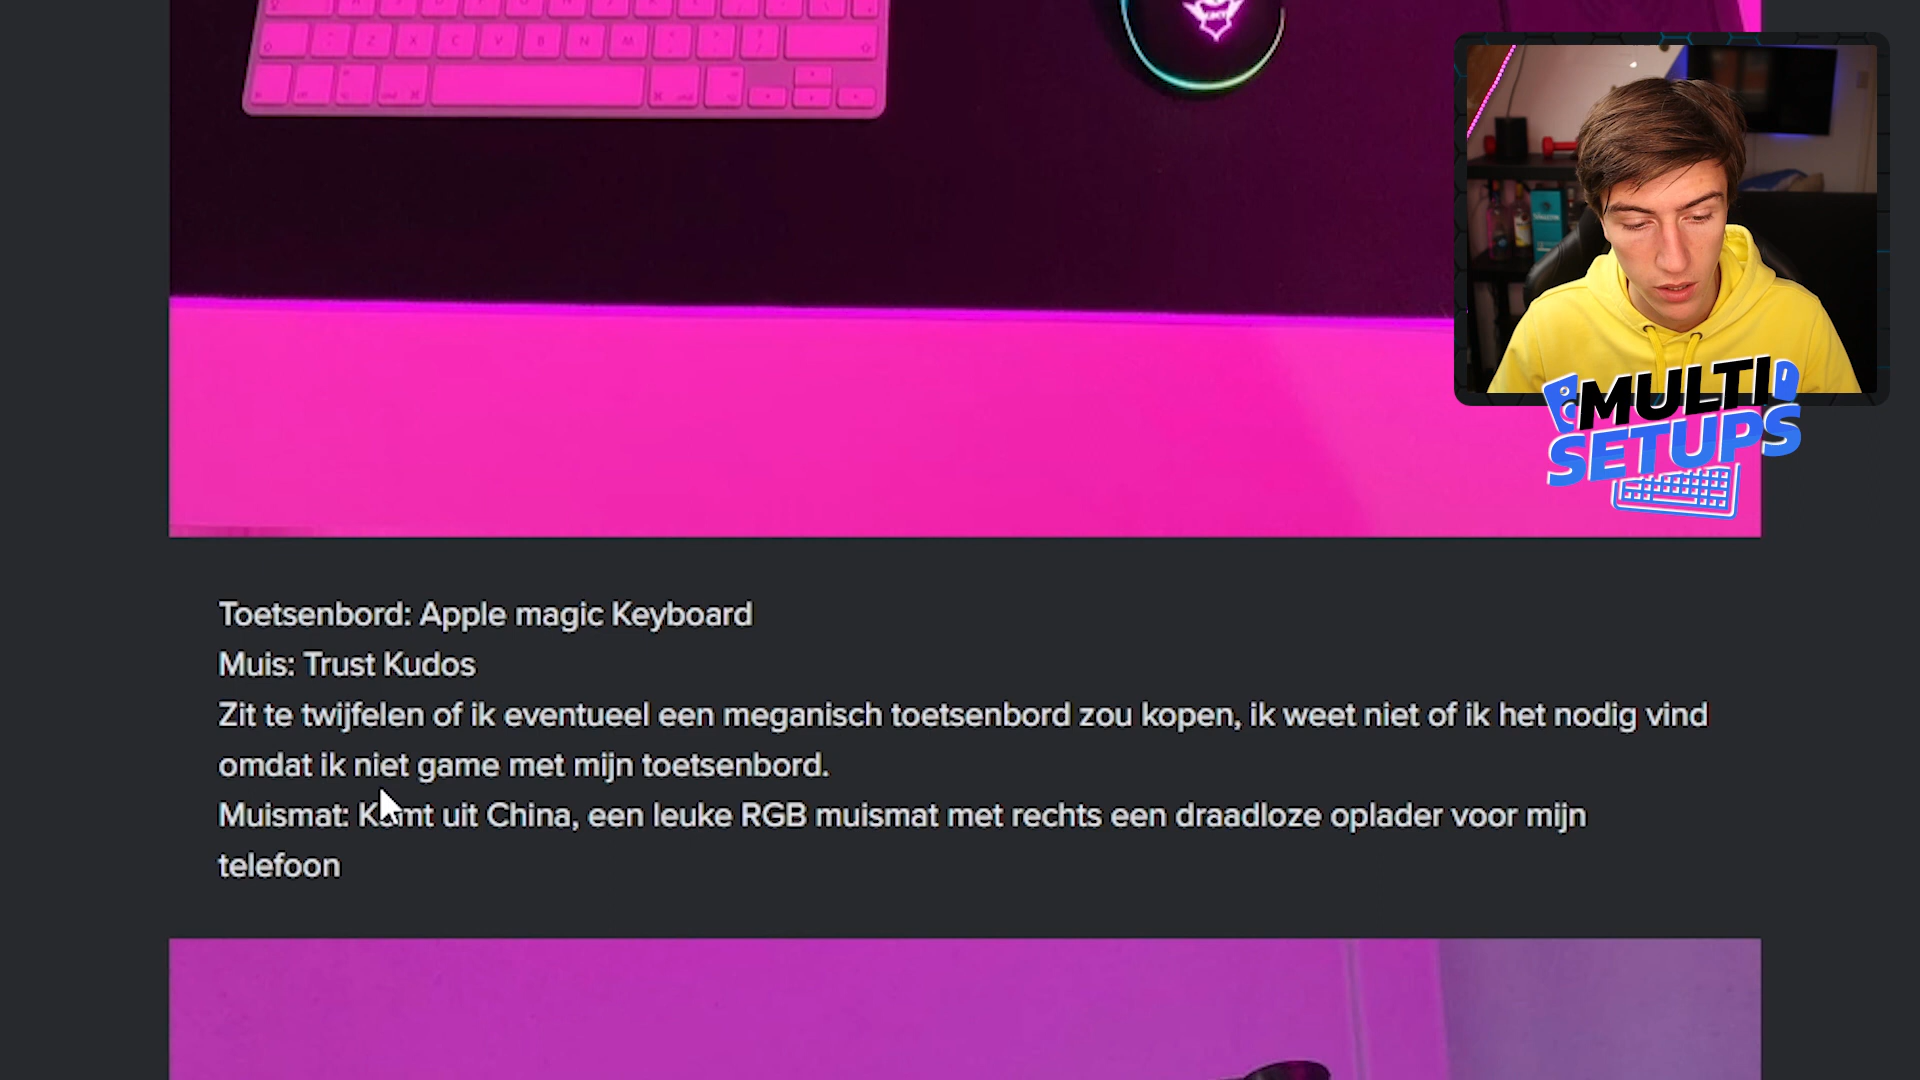 MULTI
SETUPS
Toetsenbord: Apple magic Keyboard
Muis: Trust Kudos
Zit te twijfelen of ik eventueel een meganisch toetsenbord zou kopen, ik weet niet of ik het nodig vind
omdat ik niet game met mijn toetsenbord.
Muismat: Komt uit China, een leuke RGB muismat met rechts een draadloze oplader voor mijn
telefoon